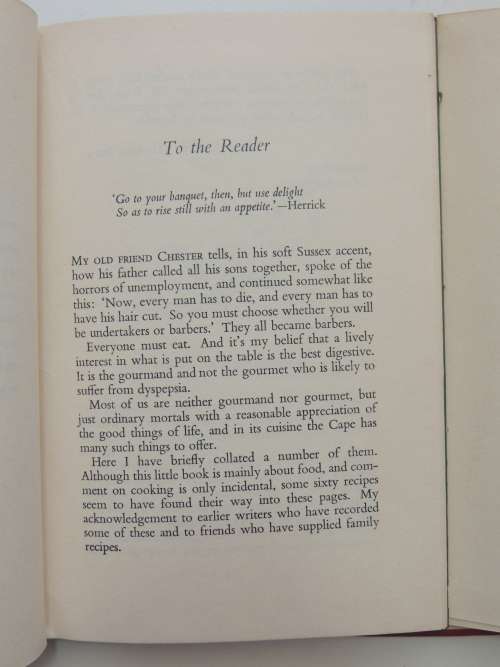 To the Reader
‘Go to your banquet, then, but use delight
So as to rise still with an appetite.’—Herrick
MY OLD FRIEND CHESTER tells, in his soft Sussex accent,
how his father called all his sons together, spoke of the
horrors of unemployment, and continued somewhat like
this: ‘Now, every man has to die, and every man has to
have his hair cut. So you must choose whether you will
be undertakers or barbers.’ They all became barbers.
Everyone must eat. And it's my belief that a lively
interest in what is put on the table is the best digestive.
It is the gourmand and not the gourmet who is likely to
suffer from dyspepsia.
Most of us are neither gourmand nor gourmet, but
just ordinary mortals with a reasonable appreciation of
the good things of life, and in its cuisine the Cape has
many such things to offer.
Here I have briefly collated a number of them.
Although this little book is mainly about food, and com-
ment on cooking is only incidental, some sixty recipes
seem to have found their way into these pages. My
acknowledgement to earlier writers who have recorded
some of these and to friends who have supplied family
recipes.